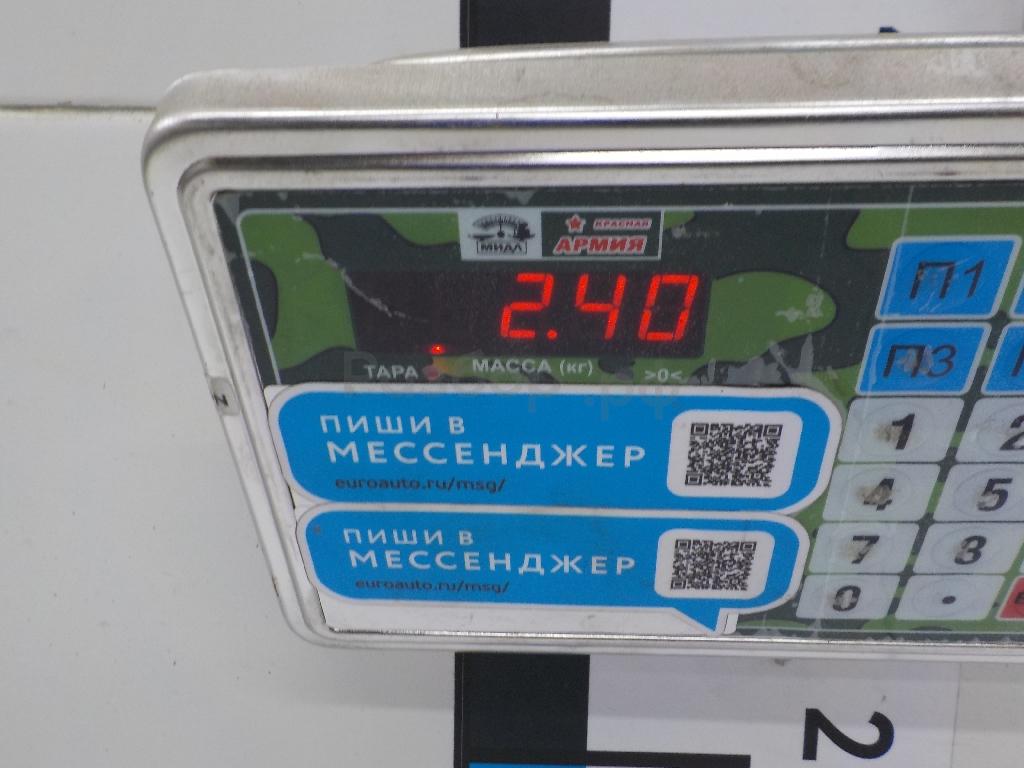 МИДЛ
КРАСНАЯ
АРМИЯ
2.40
ТАРА
МАССА (кг)
>0<
ПИШИ В
МЕССЕНДЖЕР
euroauto.ru/msg/
ПИШИ В
МЕССЕНДЖЕР
euroauto.ru/msg/
П1
П3
1 2
4 5
7 8
0 .
N
2